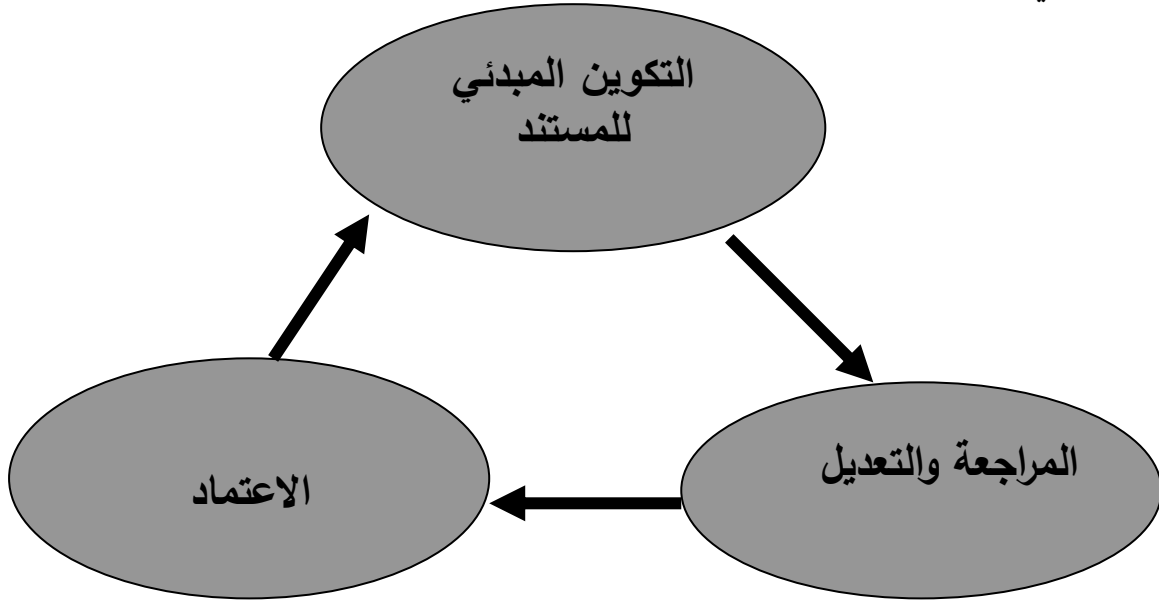 التكوين المبدئي
للمستند
المراجعة والتعديل
الاعتماد